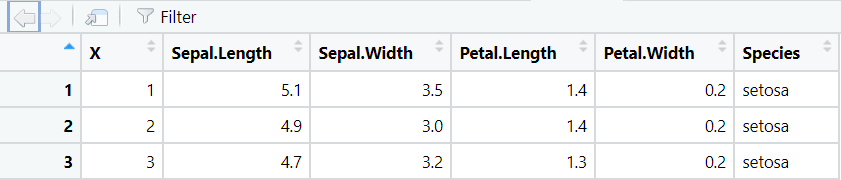 Filter
X Sepal.Length Sepal.Width Petal.Length Petal.Width Species
1 1 5.1 3.5 1.4 0.2 setosa
2 2 4.9 3.0 1.4 0.2 setosa
3 3 4.7 3.2 1.3 0.2 setosa